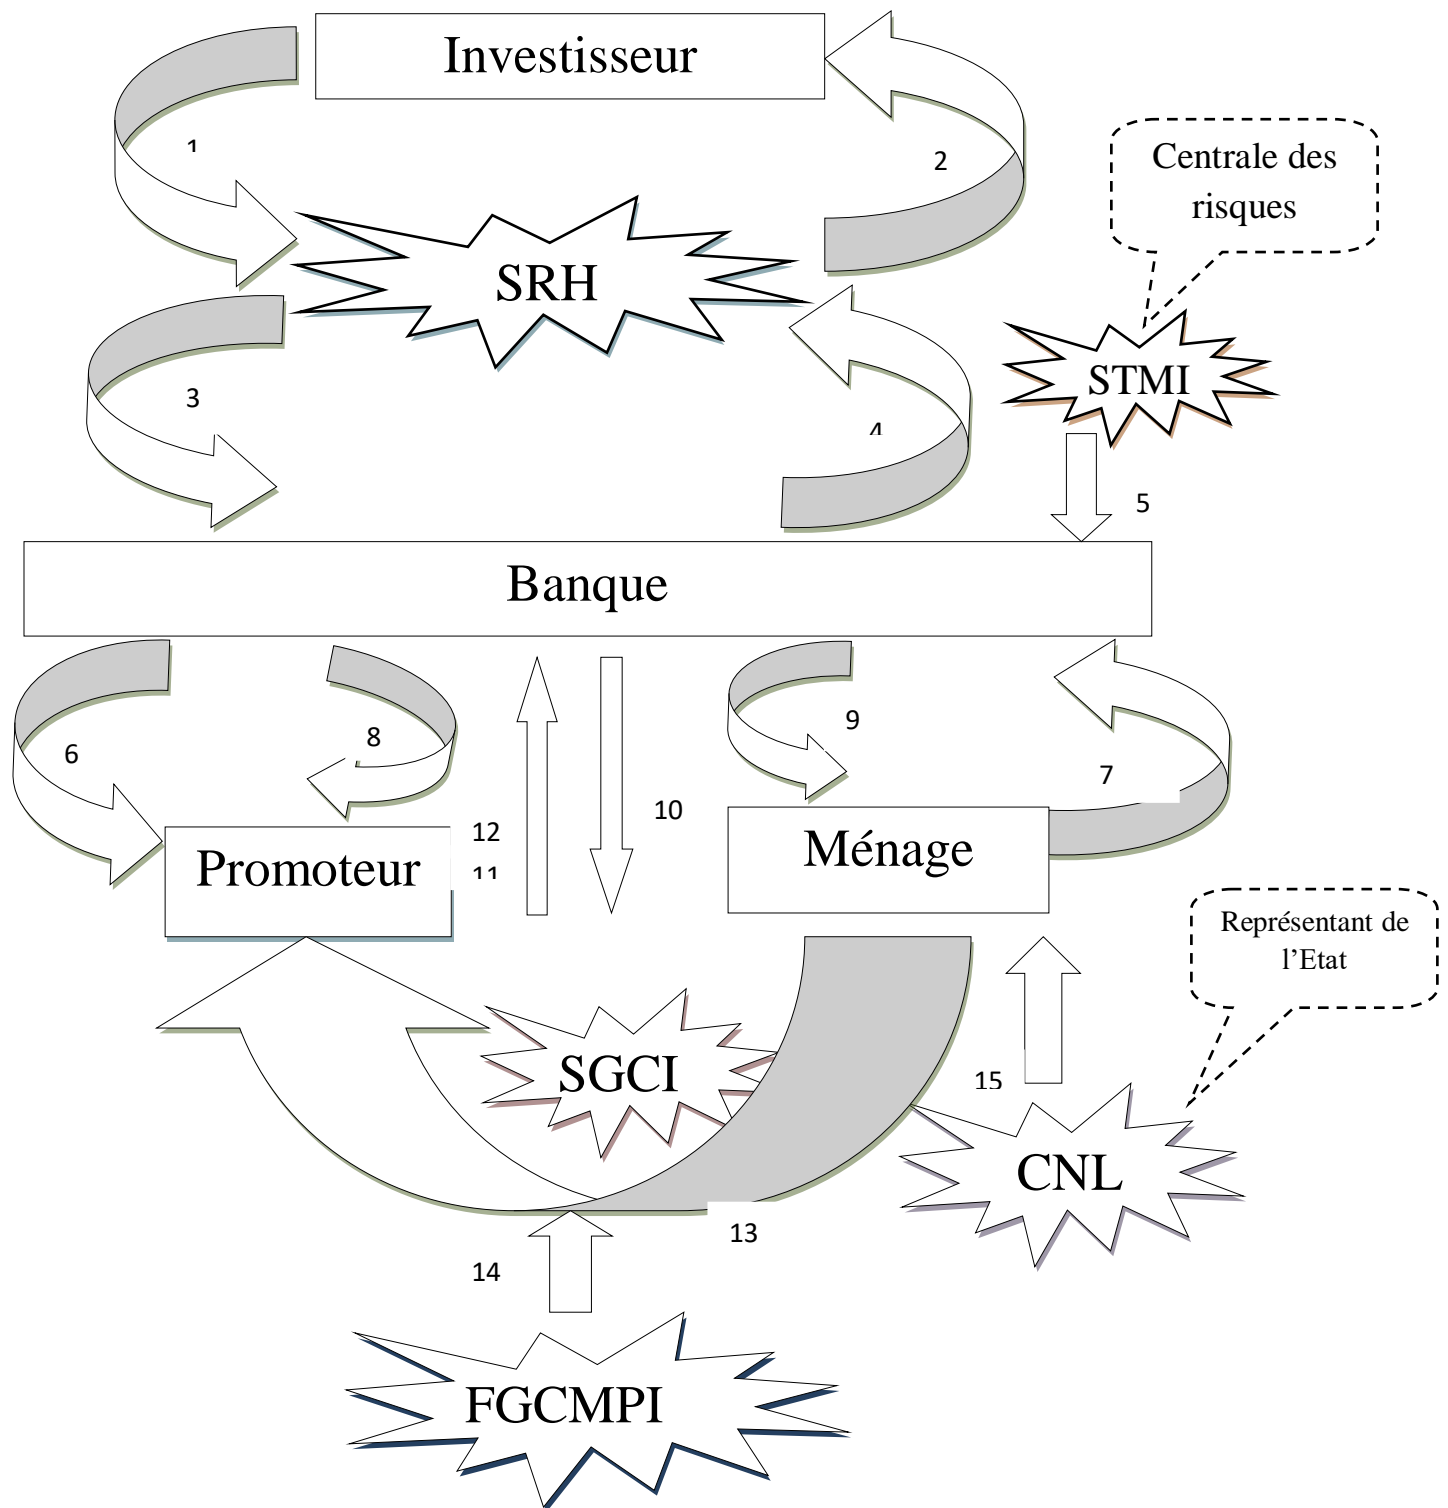 Investisseur
1
2
Centrale des
risques
SRH
STMI
3
4
5
Banque
6
8
9
7
12
10
11
Promoteur
Ménage
Représentant de
l’Etat
SGCI
15
CNL
13
14
FGCMPI